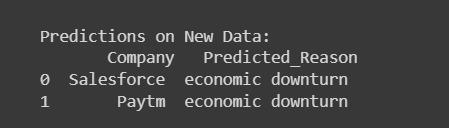 Predictions on New Data:
Company Predicted_Reason
0 Salesforce economic downturn
1 Paytm economic downturn